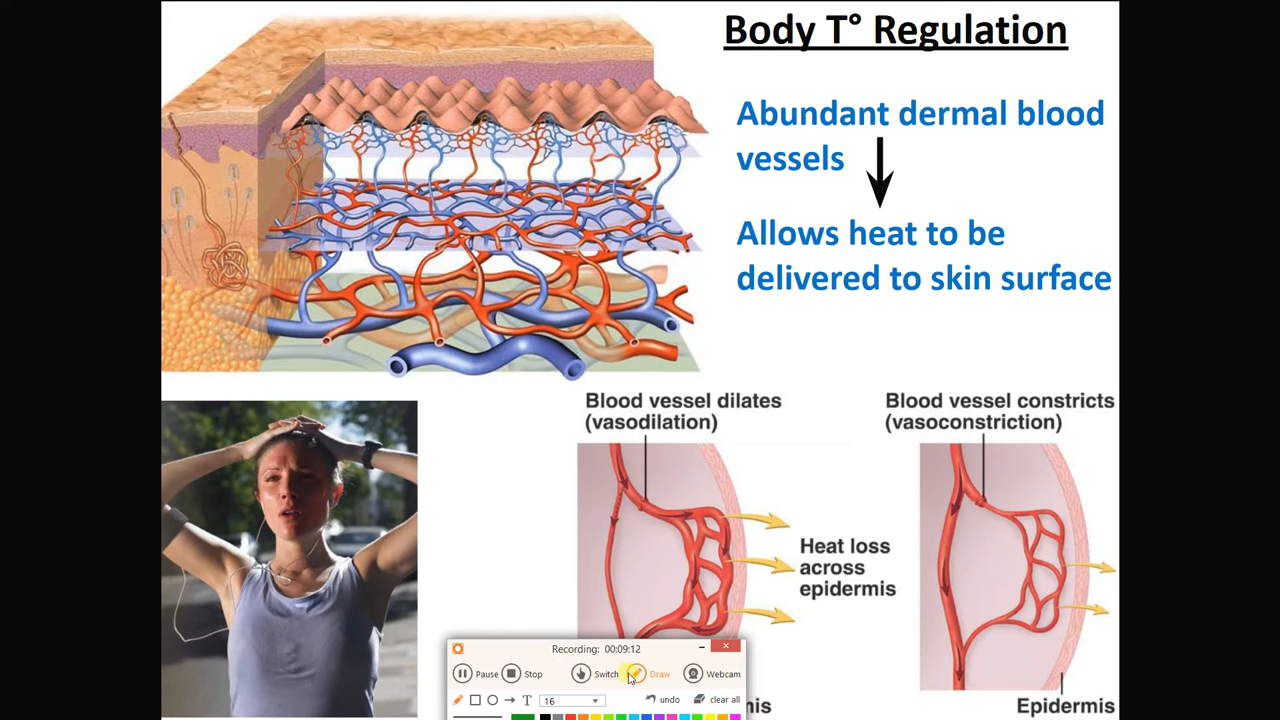 Body T° Regulation
Abundant dermal blood
vessels
Allows heat to be
delivered to skin surface
Blood vessel dilates
(vasodilation)
Blood vessel constricts
(vasoconstriction)
Heat loss
across
epidermis
Recording: 00:09:12
Pause
Stop
Switch
Draw
Webcam
T
16
undo
clear all
Epidermis